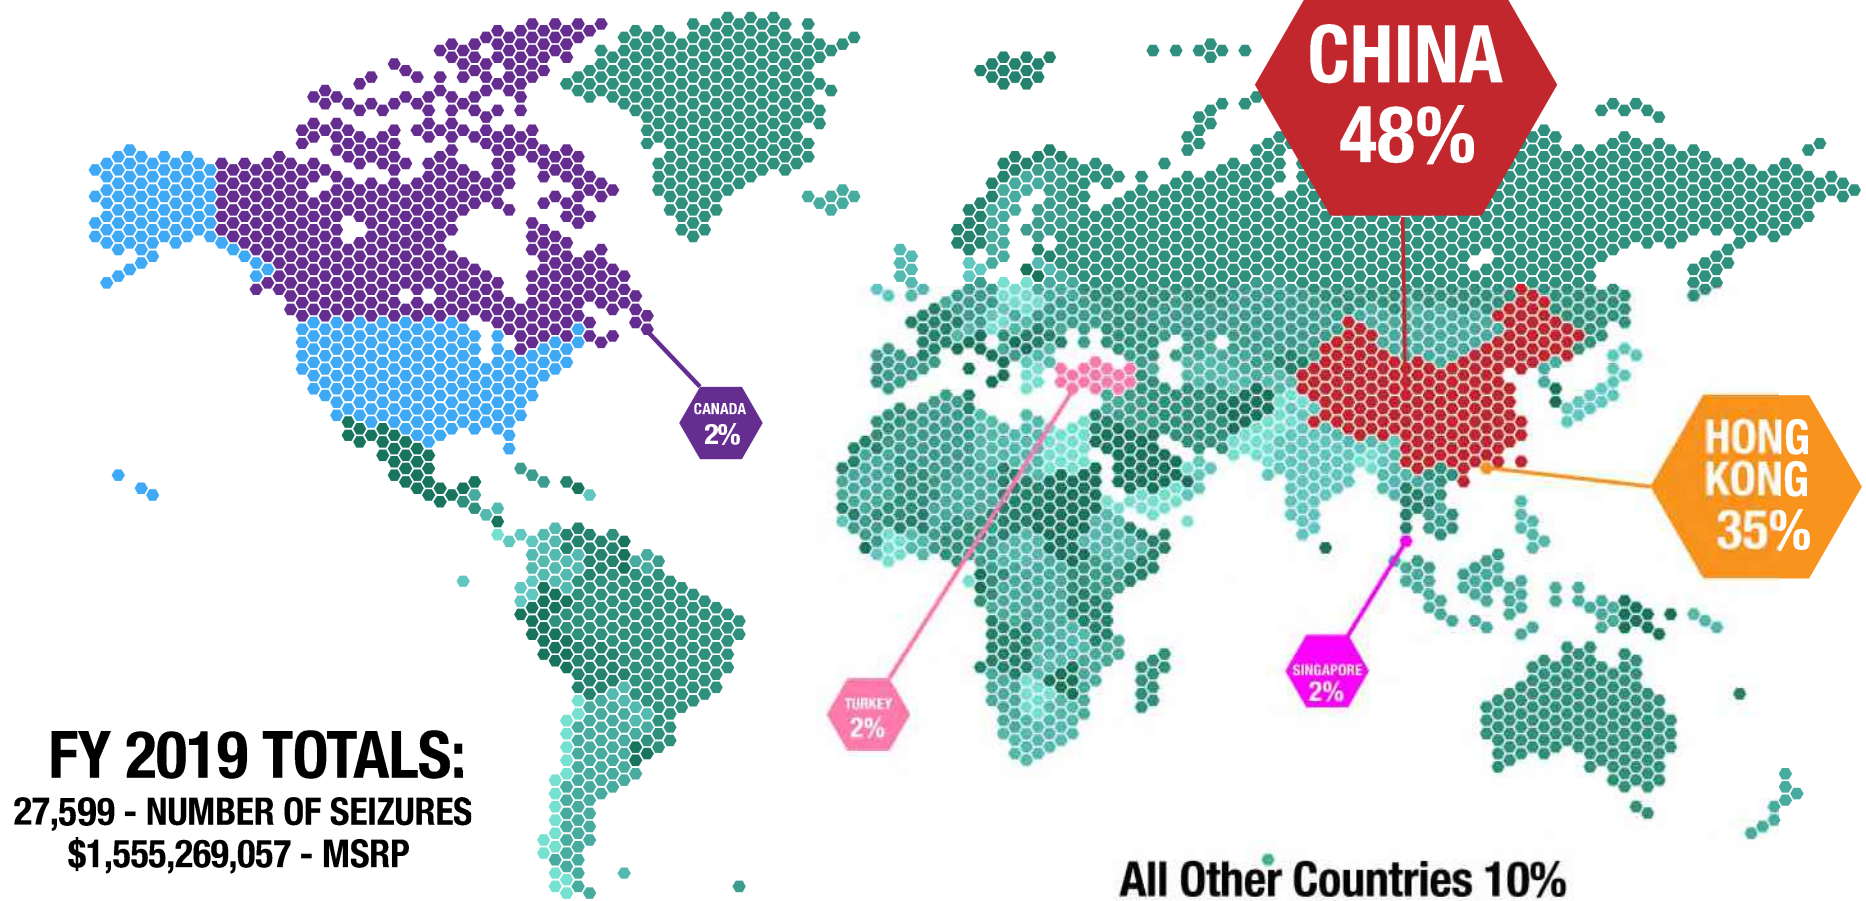 CHINA
48%
HONG
KONG
35%
CANADA
2%
SINGAPORE
2%
TURKEY
2%
FY 2019 TOTALS:
27,599 - NUMBER OF SEIZURES
$1,555,269,057 - MSRP
All Other Countries 10%